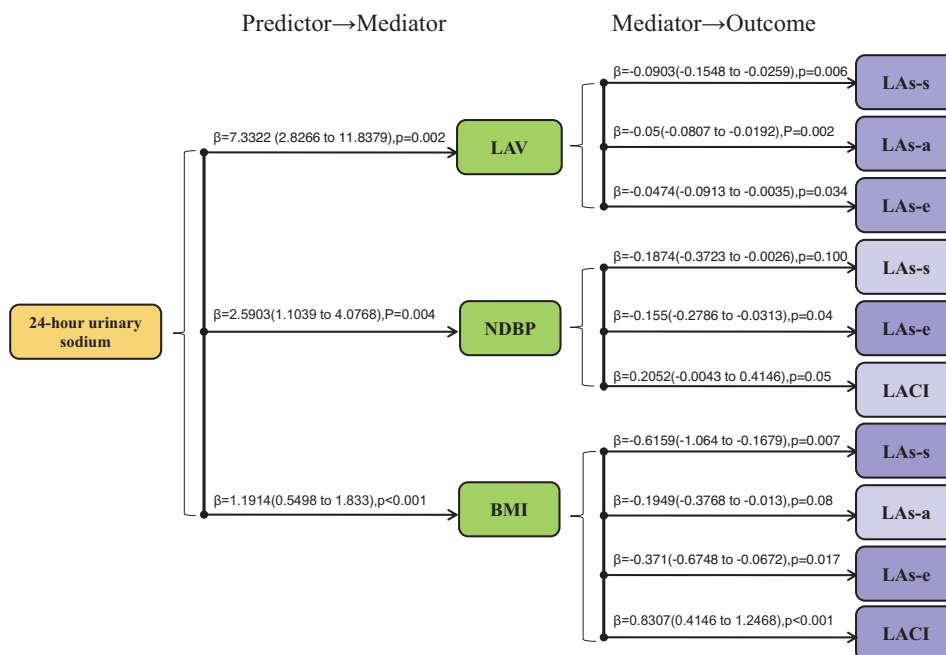 Predictor→Mediator
Mediator→Outcome
β=-0.0903(-0.1548 to -0.0259),p=0.006
LAs-s
β=7.3322 (2.8266 to 11.8379),p=0.002
LAV
β=-0.05(-0.0807 to -0.0192),P=0.002
LAs-a
β=-0.0474(-0.0913 to -0.0035),p=0.034
LAs-e
β=-0.1874(-0.3723 to -0.0026),p=0.100
LAs-s
24-hour urinary
sodium
β=2.5903(1.1039 to 4.0768),P=0.004
NDBP
β=-0.155(-0.2786 to -0.0313),p=0.04
LAs-e
β=0.2052(-0.0043 to 0.4146),p=0.05
LACI
β=-0.6159(-1.064 to -0.1679),p=0.007
LAs-s
β=1.1914(0.5498 to 1.833),p<0.001
BMI
β=-0.1949(-0.3768 to -0.013),p=0.08
LAs-a
β=-0.371(-0.6748 to -0.0672),p=0.017
LAs-e
β=0.8307(0.4146 to 1.2468),p<0.001
LACI